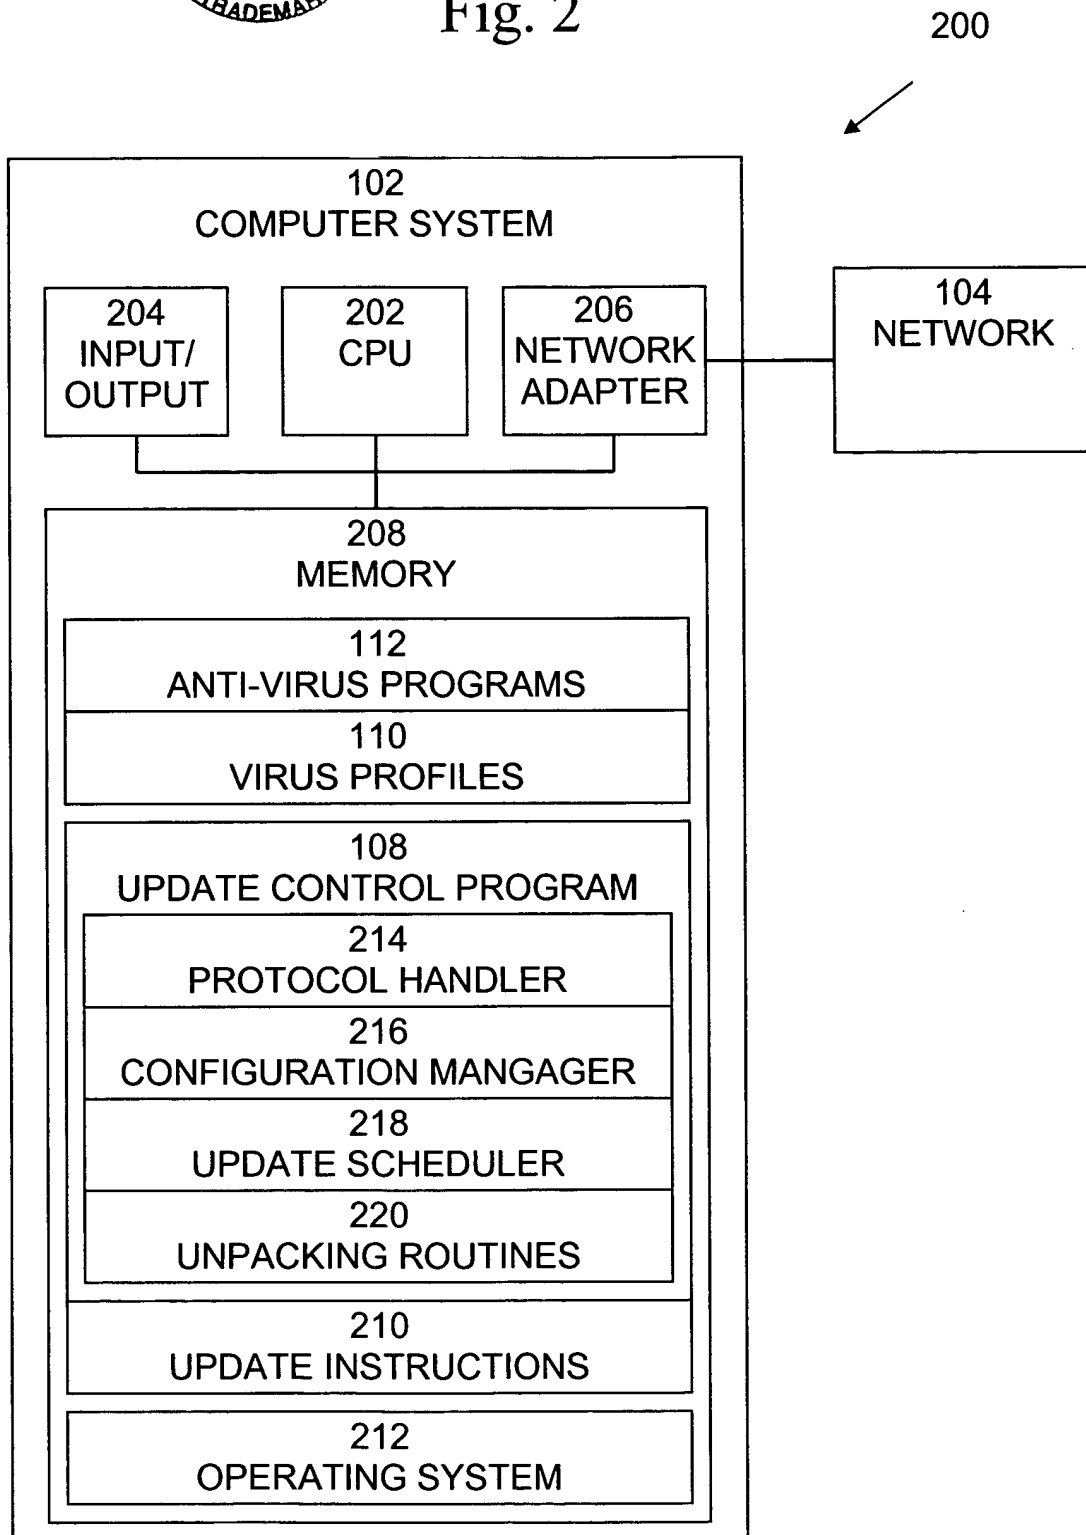 TRADEMAR
Fig. 2
200
102
COMPUTER SYSTEM
204
INPUT/
OUTPUT
202
CPU
206
NETWORK
ADAPTER
104
NETWORK
208
MEMORY
112
ANTI-VIRUS PROGRAMS
110
VIRUS PROFILES
108
UPDATE CONTROL PROGRAM
214
PROTOCOL HANDLER
216
CONFIGURATION MANGAGER
218
UPDATE SCHEDULER
220
UNPACKING ROUTINES
210
UPDATE INSTRUCTIONS
212
OPERATING SYSTEM